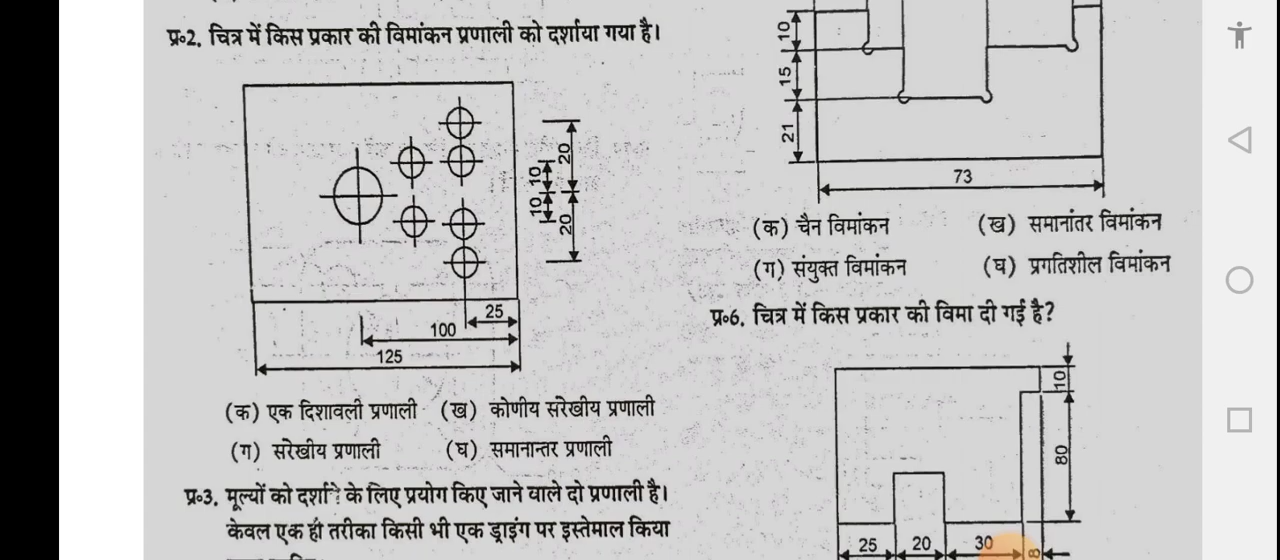 प्र॰2. चित्र में किस प्रकार की विमांकन प्रणाली को दर्शाया गया है।
20
10
10
20
25
100
125
(क) एक दिशावली प्रणाली (ख) कोणीय सरेखीय प्रणाली
(ग) सरेखीय प्रणाली (घ) समानान्तर प्रणाली
प्र॰3. मूल्यों को दर्शाने के लिए प्रयोग किए जाने वाले दो प्रणाली है।
केवल एक ही तरीका किसी भी एक ड्राइंग पर इस्तेमाल किया
10
15
21
73
(क) चैन विमांकन (ख) समानांतर विमांकन
(ग) संयुक्त विमांकन (घ) प्रगतिशील विमांकन
प्र॰6. चित्र में किस प्रकार की विमा दी गई है?
10
80
25 20 30 8